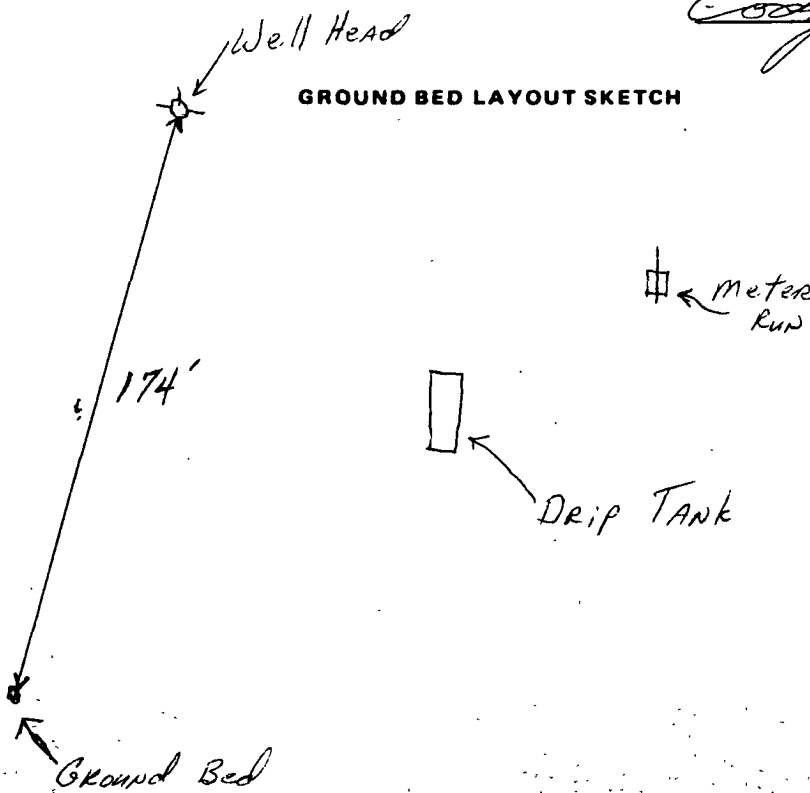 Well Head
GROUND BED LAYOUT SKETCH
Meter
Run
174'
Drip Tank
Ground Bed